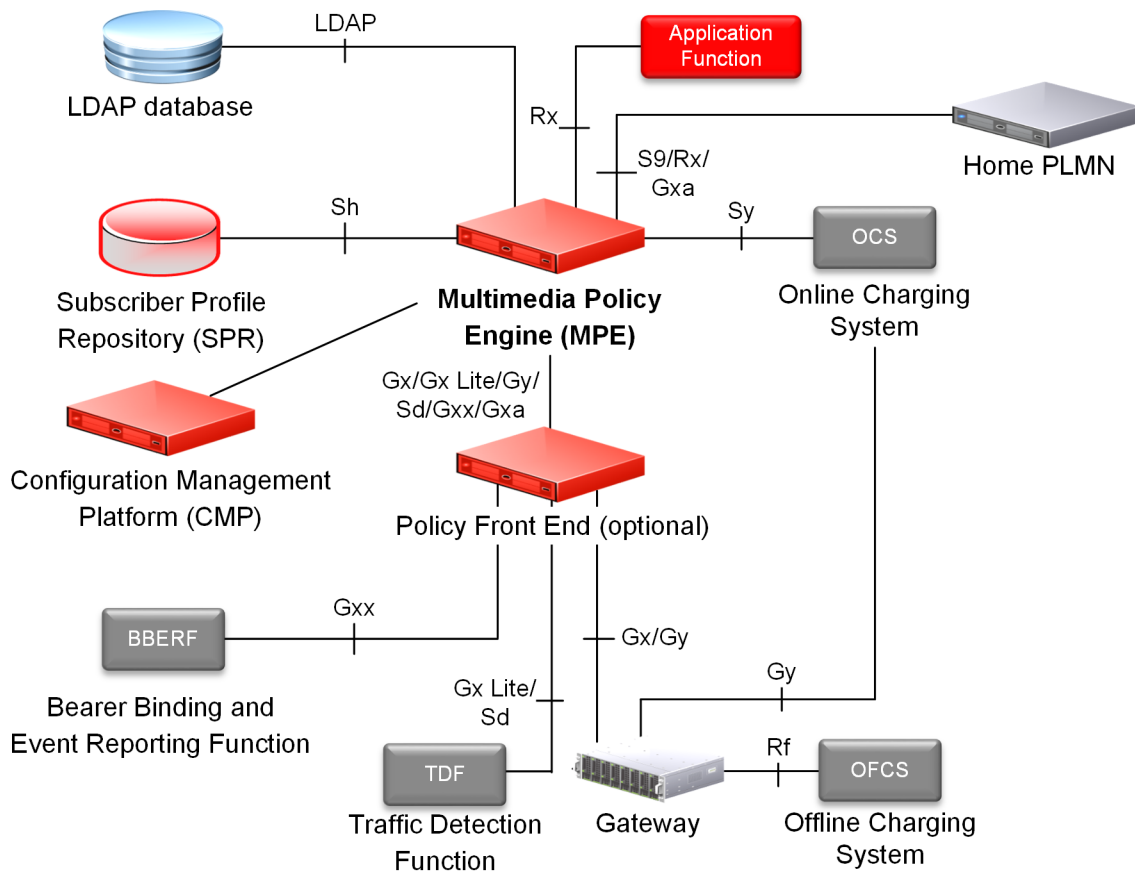 LDAP
Application
Function
LDAP database
Rx
S9/Rx/
Gxa
Home PLMN
Sh
Sy
OCS
Subscriber Profile
Repository (SPR)
Multimedia Policy
Engine (MPE)
Online Charging
System
Gx/Gx Lite/Gy/
Sd/Gxx/Gxa
Configuration Management
Platform (CMP)
Policy Front End (optional)
Gxx
BBERF
Gx/Gy
Bearer Binding and
Event Reporting Function
Gx Lite/
Sd
Gy
Rf
TDF
OFCS
Traffic Detection
Function
Gateway
Offline Charging
System